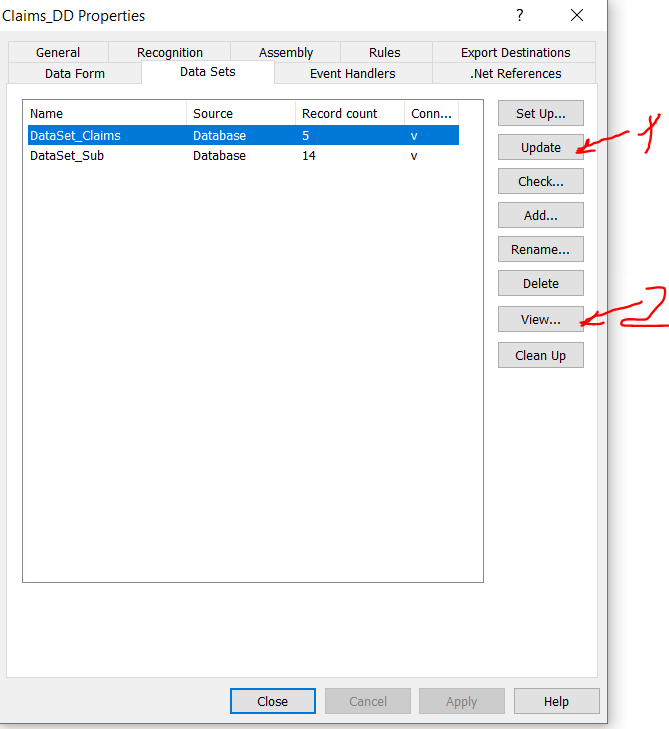 Claims_DD Properties ?
General Recognition Assembly Rules Export Destinations
Data Form Data Sets Event Handlers .Net References
Name Source Record count Conn...
DataSet_Claims Database 5 v
DataSet_Sub Database 14 v
Set Up...
Update
1
Check...
Add...
Rename...
Delete
View...
2
Clean Up
Close Cancel Apply Help